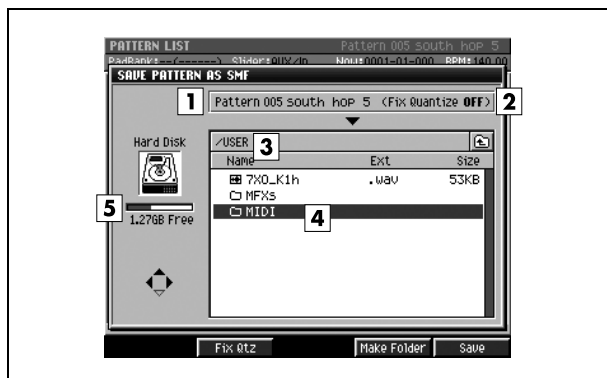 PATTERN LIST Pattern 005 south hop 5
PadBank:--(------) Slider:AUX/Jp Now:0001-01-000 BPM:140.00
SAVE PATTERN AS SMF
1 Pattern 005 south hop 5 (Fix Quantize OFF) 2
Hard Disk
/USER 3
Name Ext Size
7XO_K1h .wav 53KB
MFXs
MIDI 4
5
1.27GB Free
Fix Qtz Make Folder Save